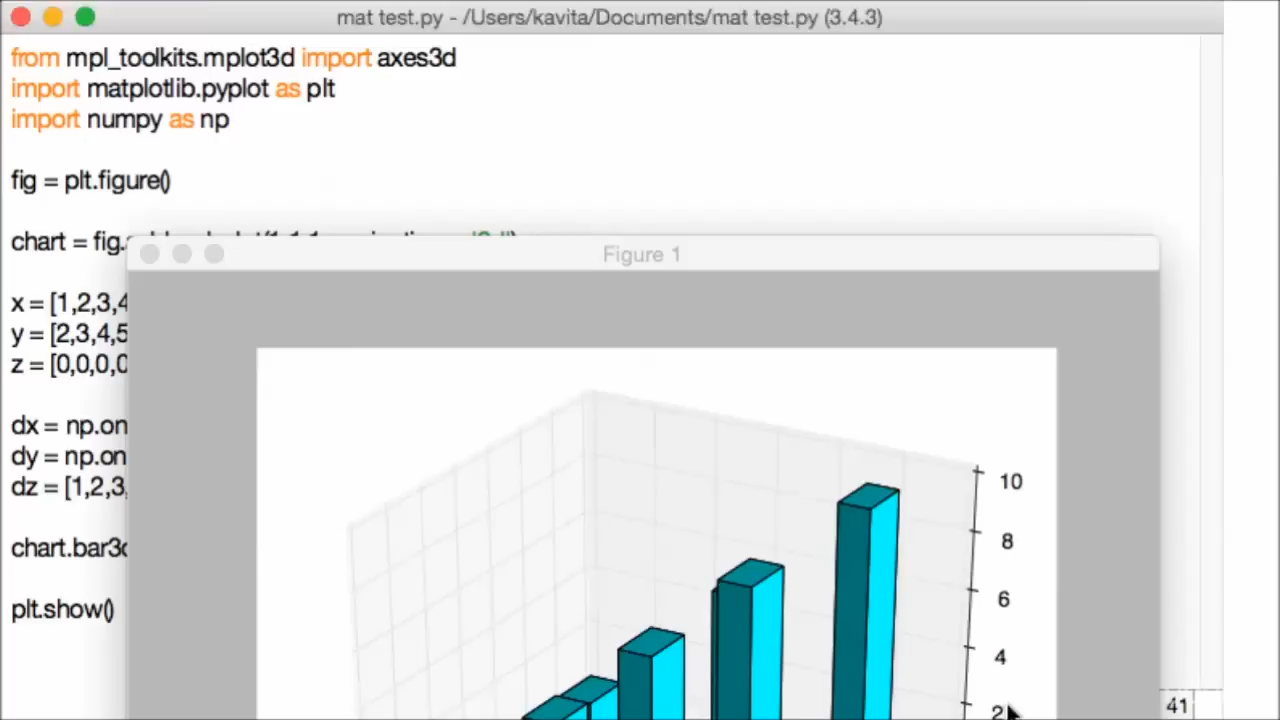 mat test.py - /Users/kavita/Documents/mat test.py (3.4.3)
from mpl_toolkits.mplot3d import axes3d
import matplotlib.pyplot as plt
import numpy as np
fig = plt.figure()
chart = fig.
Figure 1
x = [1,2,3,4
y = [2,3,4,5
z = [0,0,0,0
dx = np.on
dy = np.on
dz = [1,2,3,
chart.bar3d
plt.show()
10
8
6
4
2
41